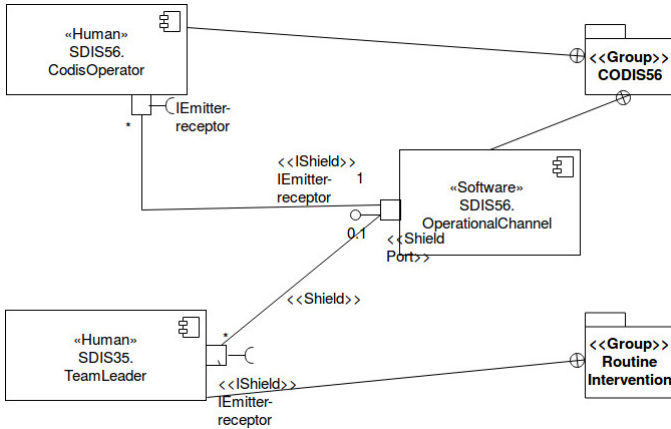 «Human»
SDIS56.
CodisOperator
<<Group>>
CODIS56
IEmitter-
receptor
*
<<IShield>>
IEmitter-
receptor
1
«Software»
SDIS56.
OperationalChannel
0.1
<<Shield
Port>>
<<Shield>>
*
«Human»
SDIS35.
TeamLeader
<<IShield>>
IEmitter-
receptor
<<Group>>
Routine
Intervention